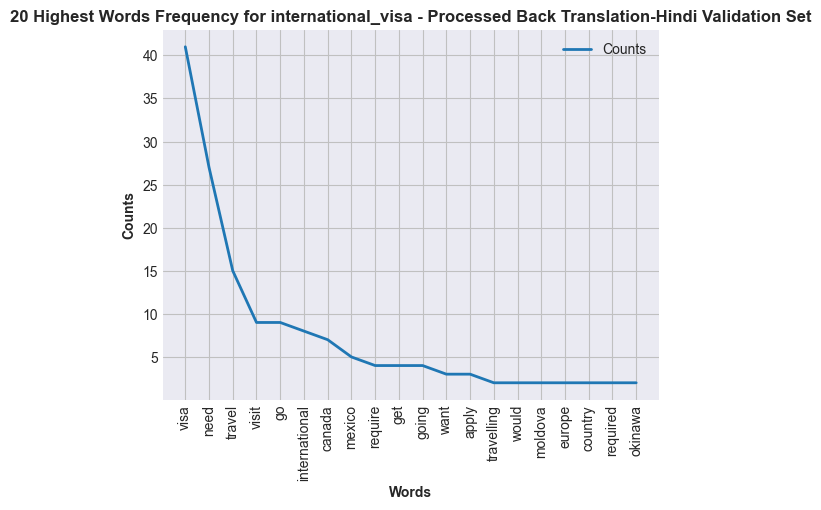 20 Highest Words Frequency for international_visa - Processed Back Translation-Hindi Validation Set
Counts
40
35
30
25
20
15
10
5
Counts
visa
need
travel
visit
go
international
canada
mexico
require
get
going
want
apply
travelling
would
moldova
europe
country
required
okinawa
Words